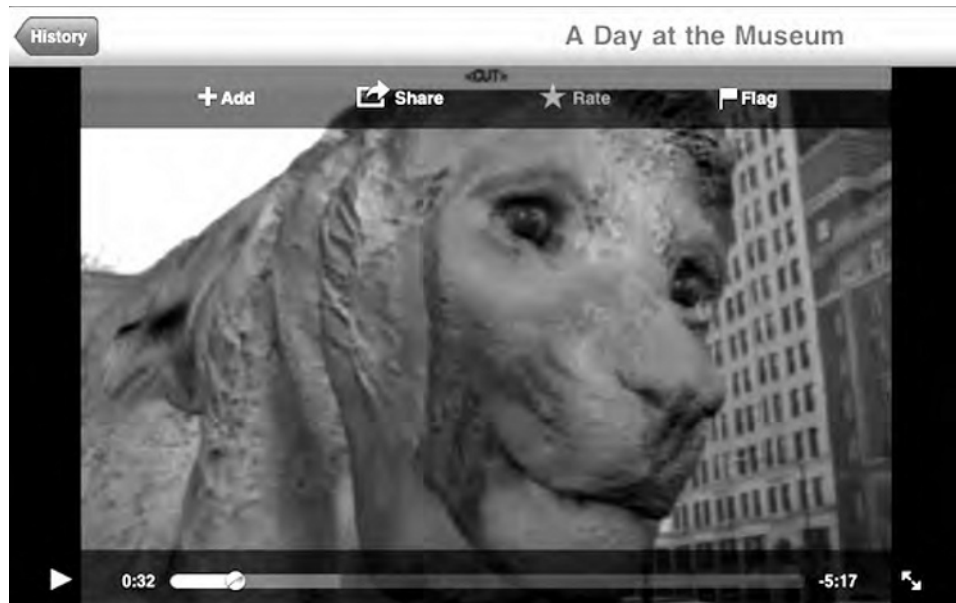 History
A Day at the Museum
<CUT>
Add
Share
Rate
Flag
0:32
-5:17